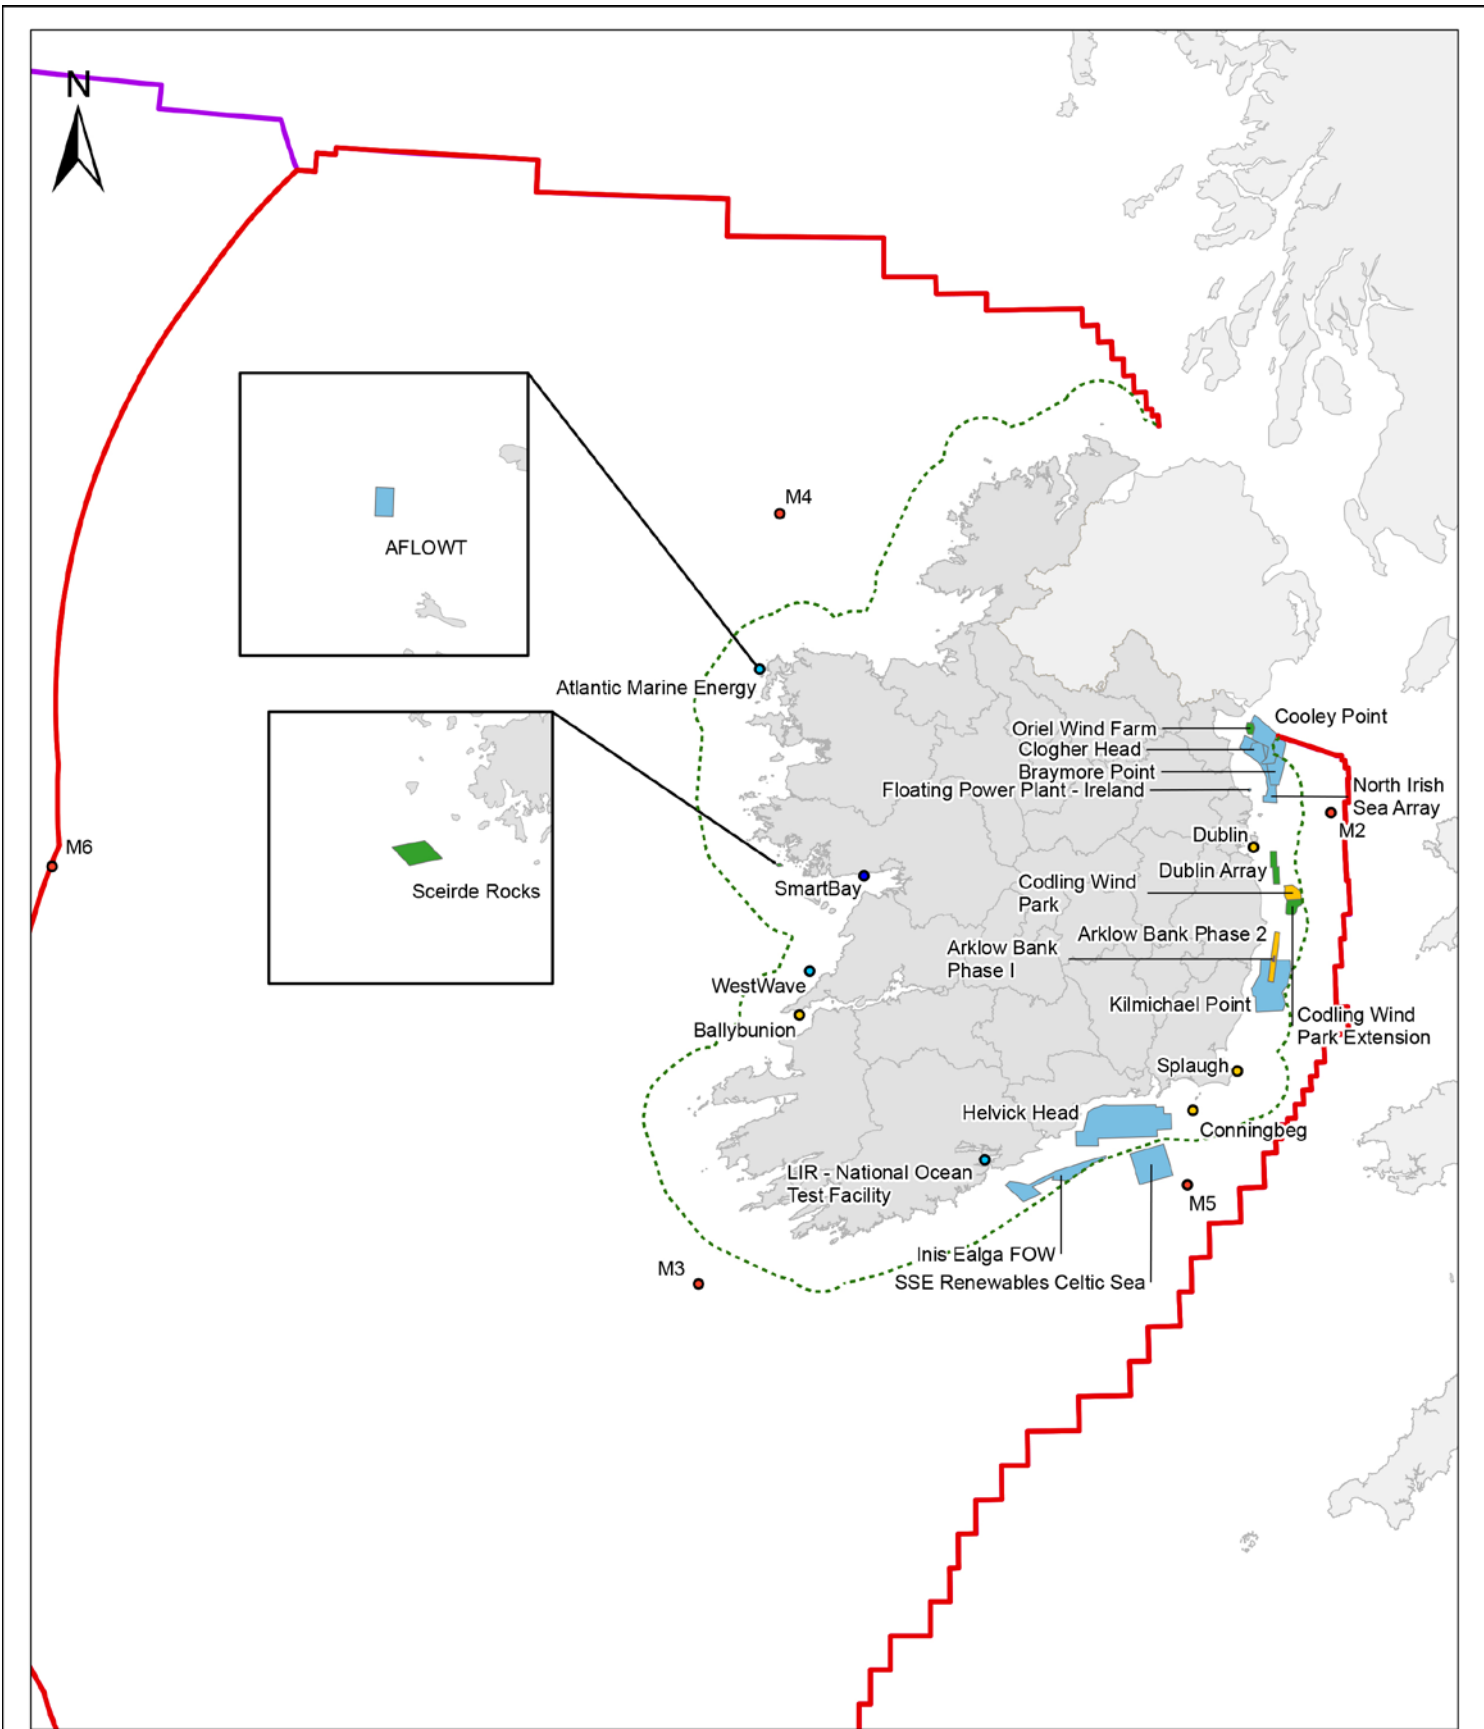 N
M4
AFLOWT
Atlantic Marine Energy
Cooley Point
Oriel Wind Farm
Clogher Head
Braymore Point
Floating Power Plant - Ireland
North Irish
Sea Array
M2
Dublin
M6
Sceirde Rocks
SmartBay
Dublin Array
Codling Wind
Park
Arklow Bank Phase 2
Arklow Bank
Phase I
WestWave
Kilmichael Point
Ballybunion
Codling Wind
Park Extension
Splaugh
Helvick Head
Conningbeg
LIR - National Ocean
Test Facility
M5
Inis Ealga FOW
M3
SSE Renewables Celtic Sea